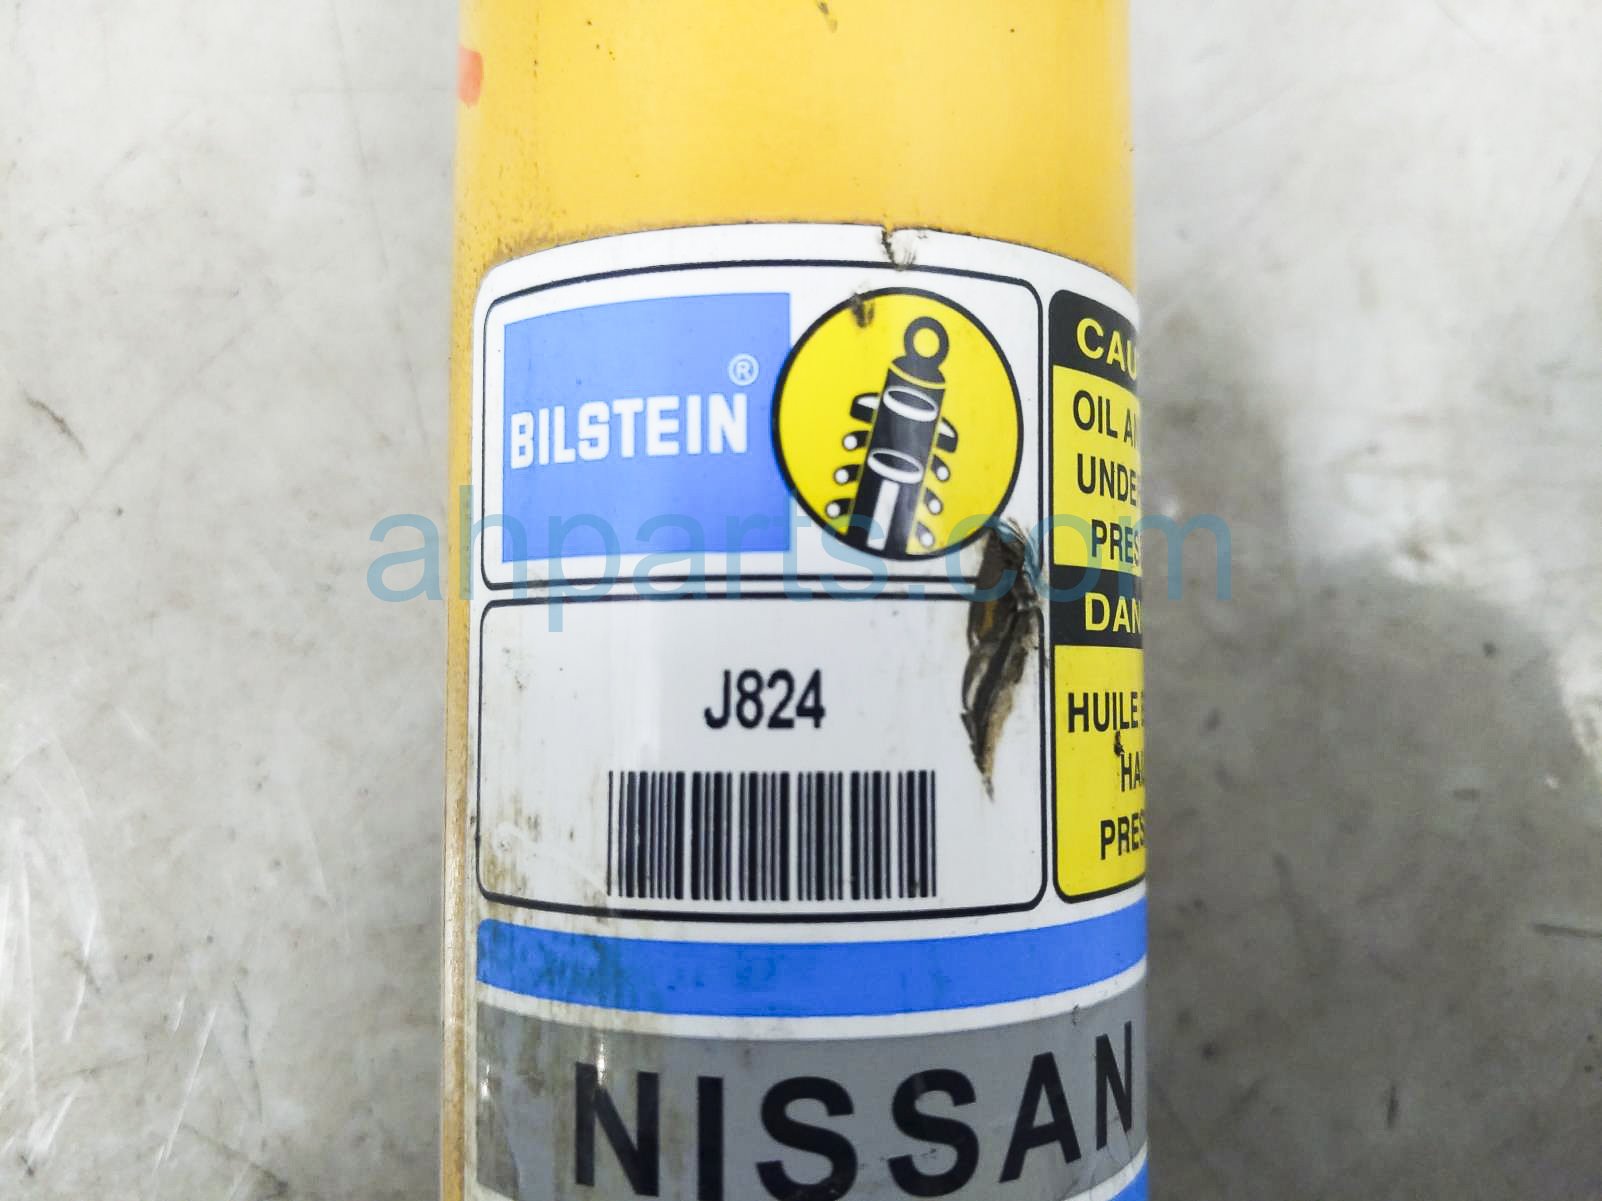 BILSTEIN®
CAU
OIL A
UNDE
PRES
DAN
HUILE
HA
PRES
J824
NISSAN
ahparts.com